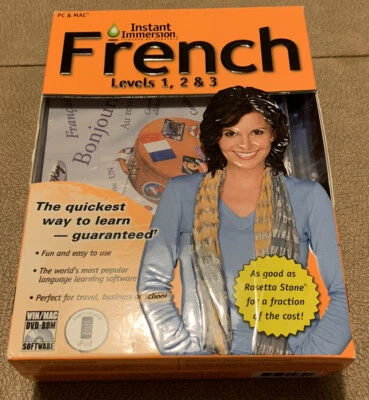 PC & MAC*
Instant
Immersion
French
Levels 1, 2 & 3
Bonjour
Au re
The quickest
way to learn
— guaranteed†
• Fun and easy to use
• The world's most popular
language learning software
• Perfect for travel, business or school
As good as
Rosetta Stone*
for a fraction
of the cost!
WIN/MAC
DVD-ROM
SOFTWARE